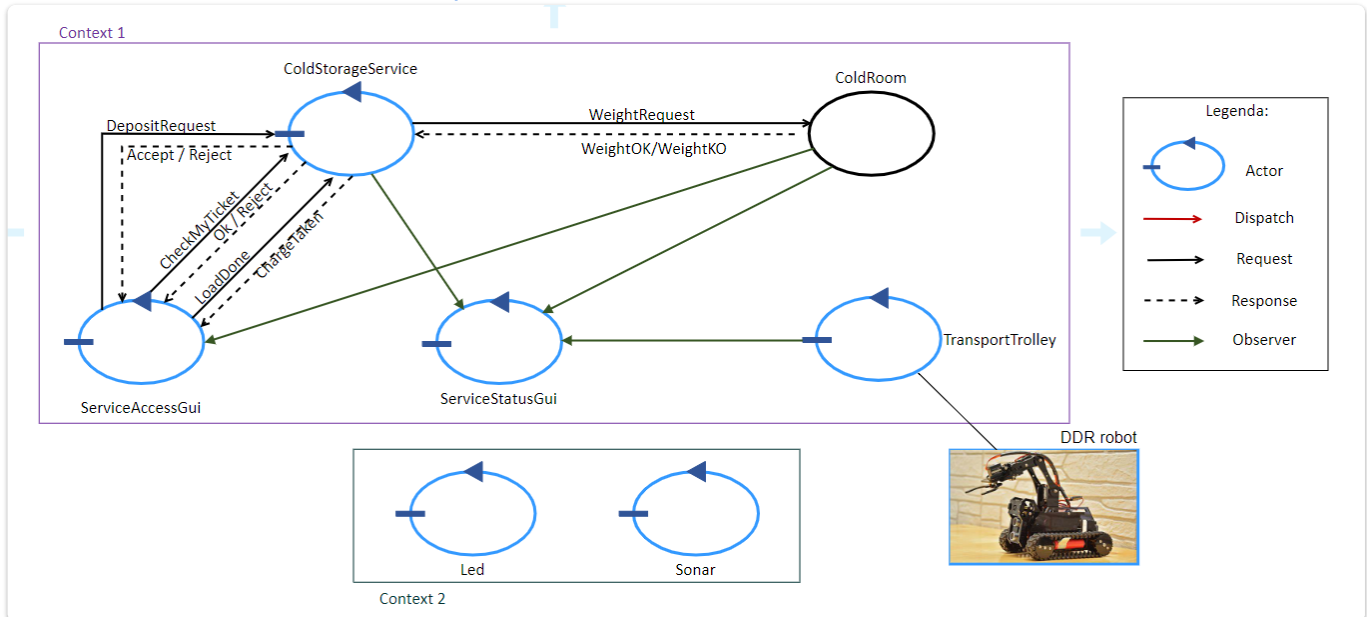 Context 1
ColdStorageService
ColdRoom
DepositRequest
Accept / Reject
WeightRequest
WeightOK/WeightKO
CheckMyTicket
Ok / Reject
LoadDone
ChargeTaken
ServiceAccessGui
ServiceStatusGui
TransportTrolley
Legenda:
Actor
Dispatch
Request
Response
Observer
DDR robot
Led
Sonar
Context 2